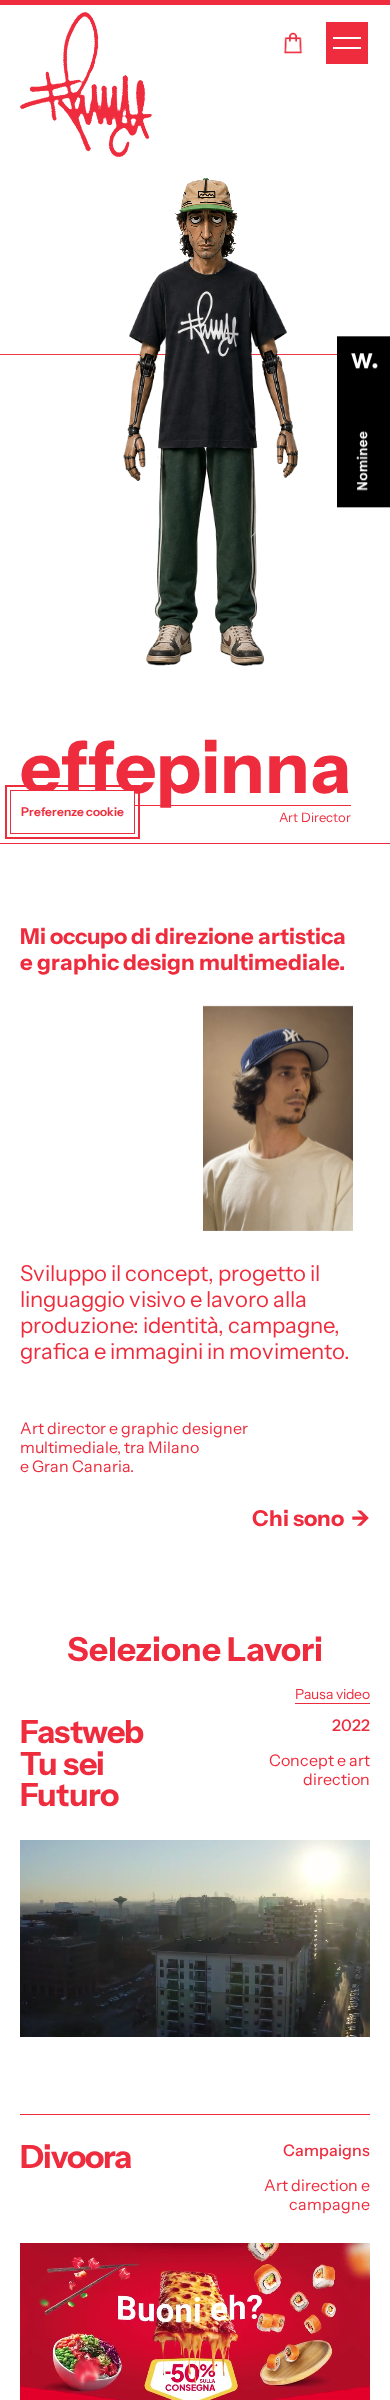 W.
Nominee
effepinna
Preferenze cookie
Art Director
Mi occupo di direzione artistica
e graphic design multimediale.
Sviluppo il concept, progetto il
linguaggio visivo e lavoro alla
produzione: identità, campagne,
grafica e immagini in movimento.
Art director e graphic designer
multimediale, tra Milano
e Gran Canaria.
Chi sono →
Selezione Lavori
Pausa video
Fastweb
Tu sei
Futuro
2022
Concept e art
direction
Divoora
Campaigns
Art direction e
campagne
Buoni eh?
-50%
SULLA
CONSEGNA